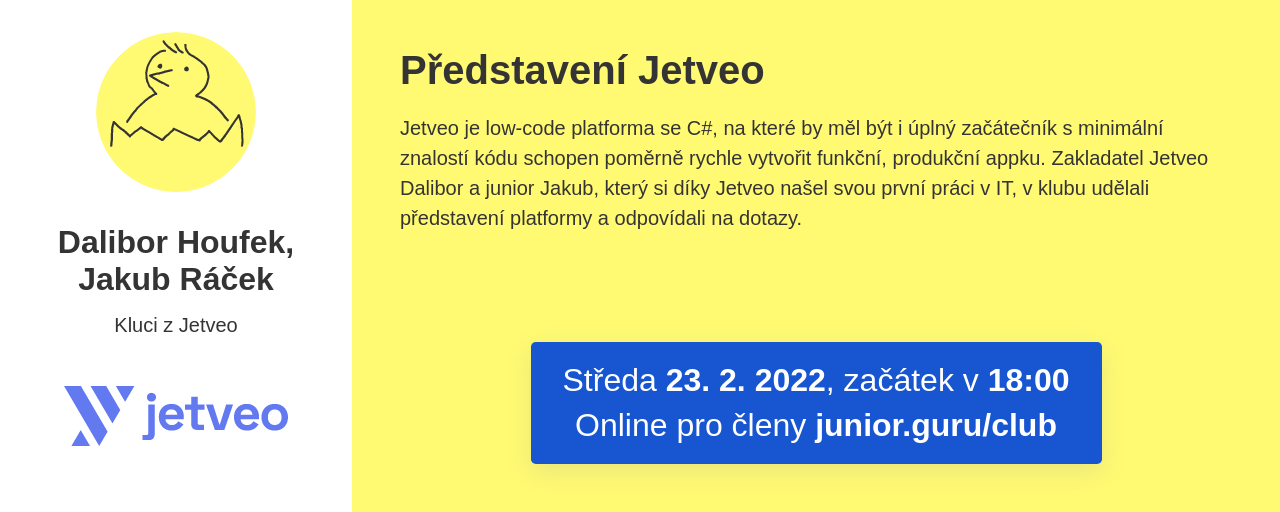 Dalibor Houfek,
Jakub Ráček
Kluci z Jetveo
jetveo
Představení Jetveo
Jetveo je low-code platforma se C#, na které by měl být i úplný začátečník s minimální
znalostí kódu schopen poměrně rychle vytvořit funkční, produkční appku. Zakladatel Jetveo
Dalibor a junior Jakub, který si díky Jetveo našel svou první práci v IT, v klubu udělali
představení platformy a odpovídali na dotazy.
Středa 23. 2. 2022, začátek v 18:00
Online pro členy junior.guru/club